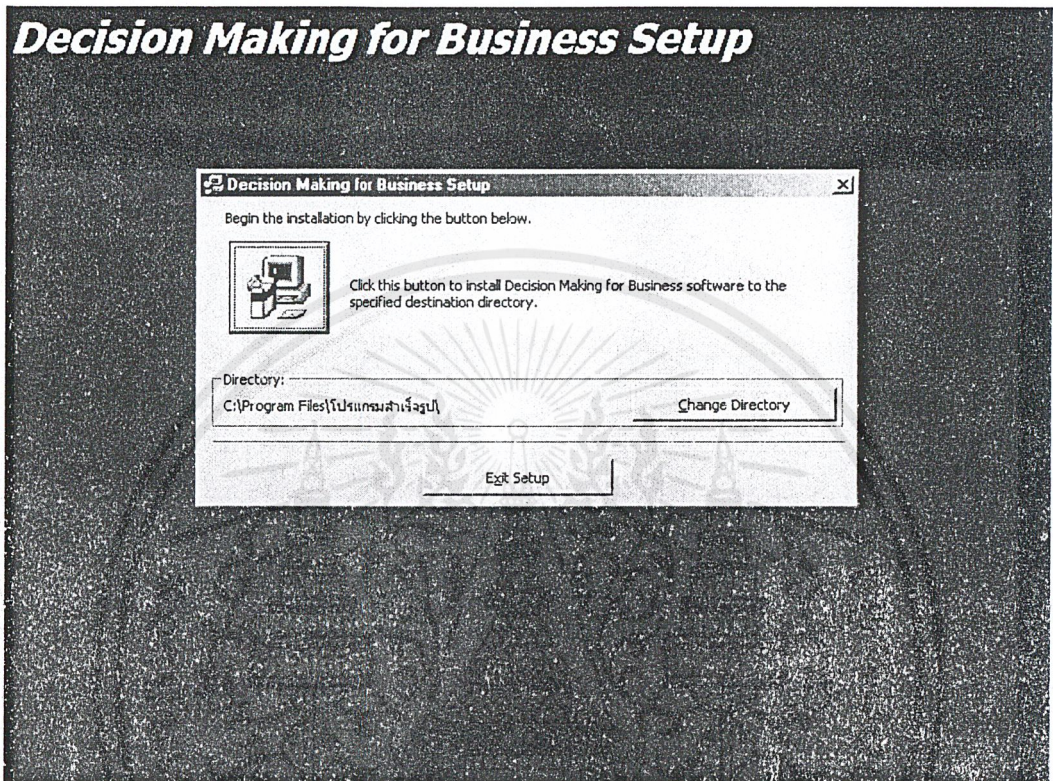 Decision Making for Business Setup
Decision Making for Business Setup
Begin the installation by clicking the button below.
Click this button to install Decision Making for Business software to the
specified destination directory.
Directory:
C:\Program Files\โปรแกรมสำเร็จรูป\
Change Directory
Exit Setup